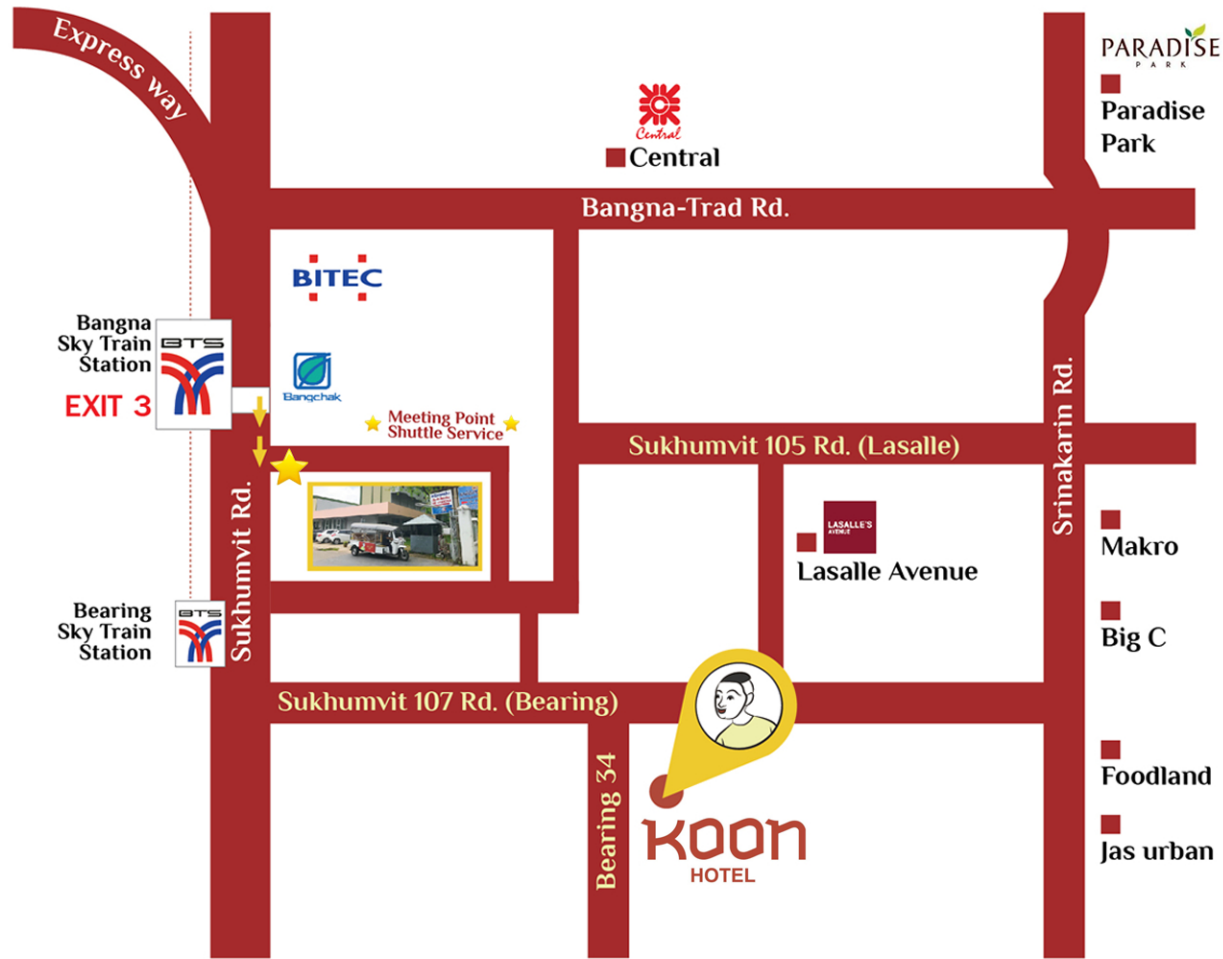 Express way
PARADISE
PARK
Paradise
Park
Central
Central
Bangna-Trad Rd.
BITEC
Bangna
Sky Train
Station
BTS
EXIT 3
Bangchak
Meeting Point
Shuttle Service
Sukhumvit 105 Rd. (Lasalle)
Srinakarin Rd.
Sukhumvit Rd.
LASALLE'S
AVENUE
Lasalle Avenue
Makro
Big C
Bearing
Sky Train
Station
BTS
Sukhumvit 107 Rd. (Bearing)
Bearing 34
Foodland
Jas urban
Koon
HOTEL